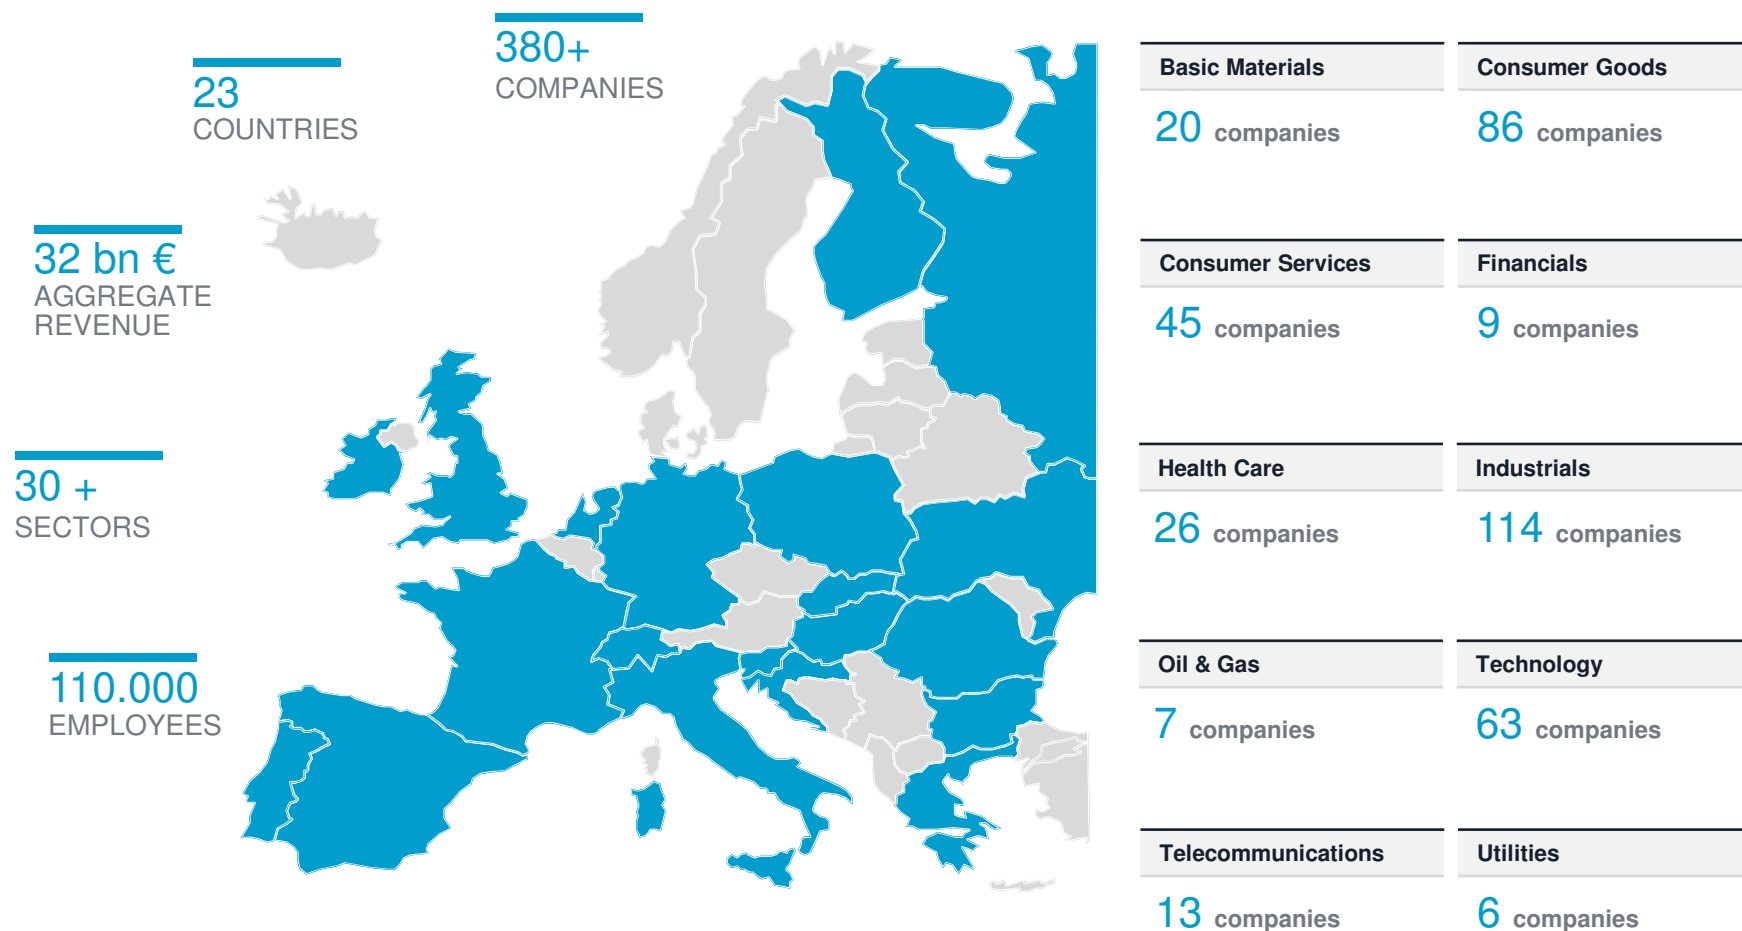 380+
COMPANIES
23
COUNTRIES
32 bn €
AGGREGATE
REVENUE
30 +
SECTORS
110.000
EMPLOYEES
Basic Materials
20 companies
Consumer Goods
86 companies
Consumer Services
45 companies
Financials
9 companies
Health Care
26 companies
Industrials
114 companies
Oil & Gas
7 companies
Technology
63 companies
Telecommunications
13 companies
Utilities
6 companies